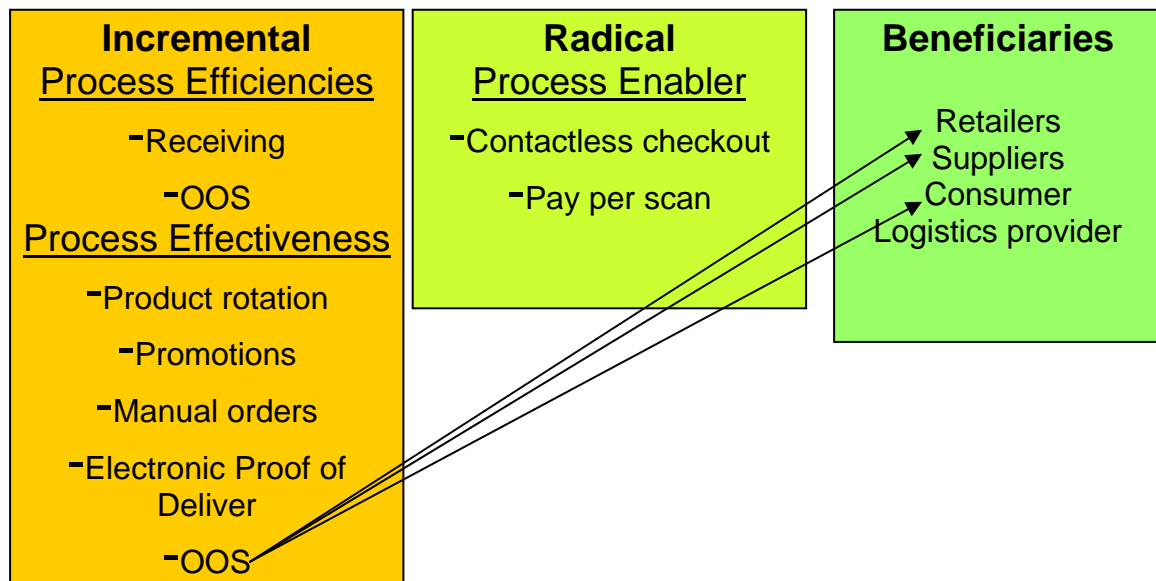 Incremental
Process Efficiencies
-Receiving
-OOS
Process Effectiveness
-Product rotation
-Promotions
-Manual orders
-Electronic Proof of
Deliver
-OOS
Radical
Process Enabler
-Contactless checkout
-Pay per scan
Beneficiaries
Retailers
Suppliers
Consumer
Logistics provider